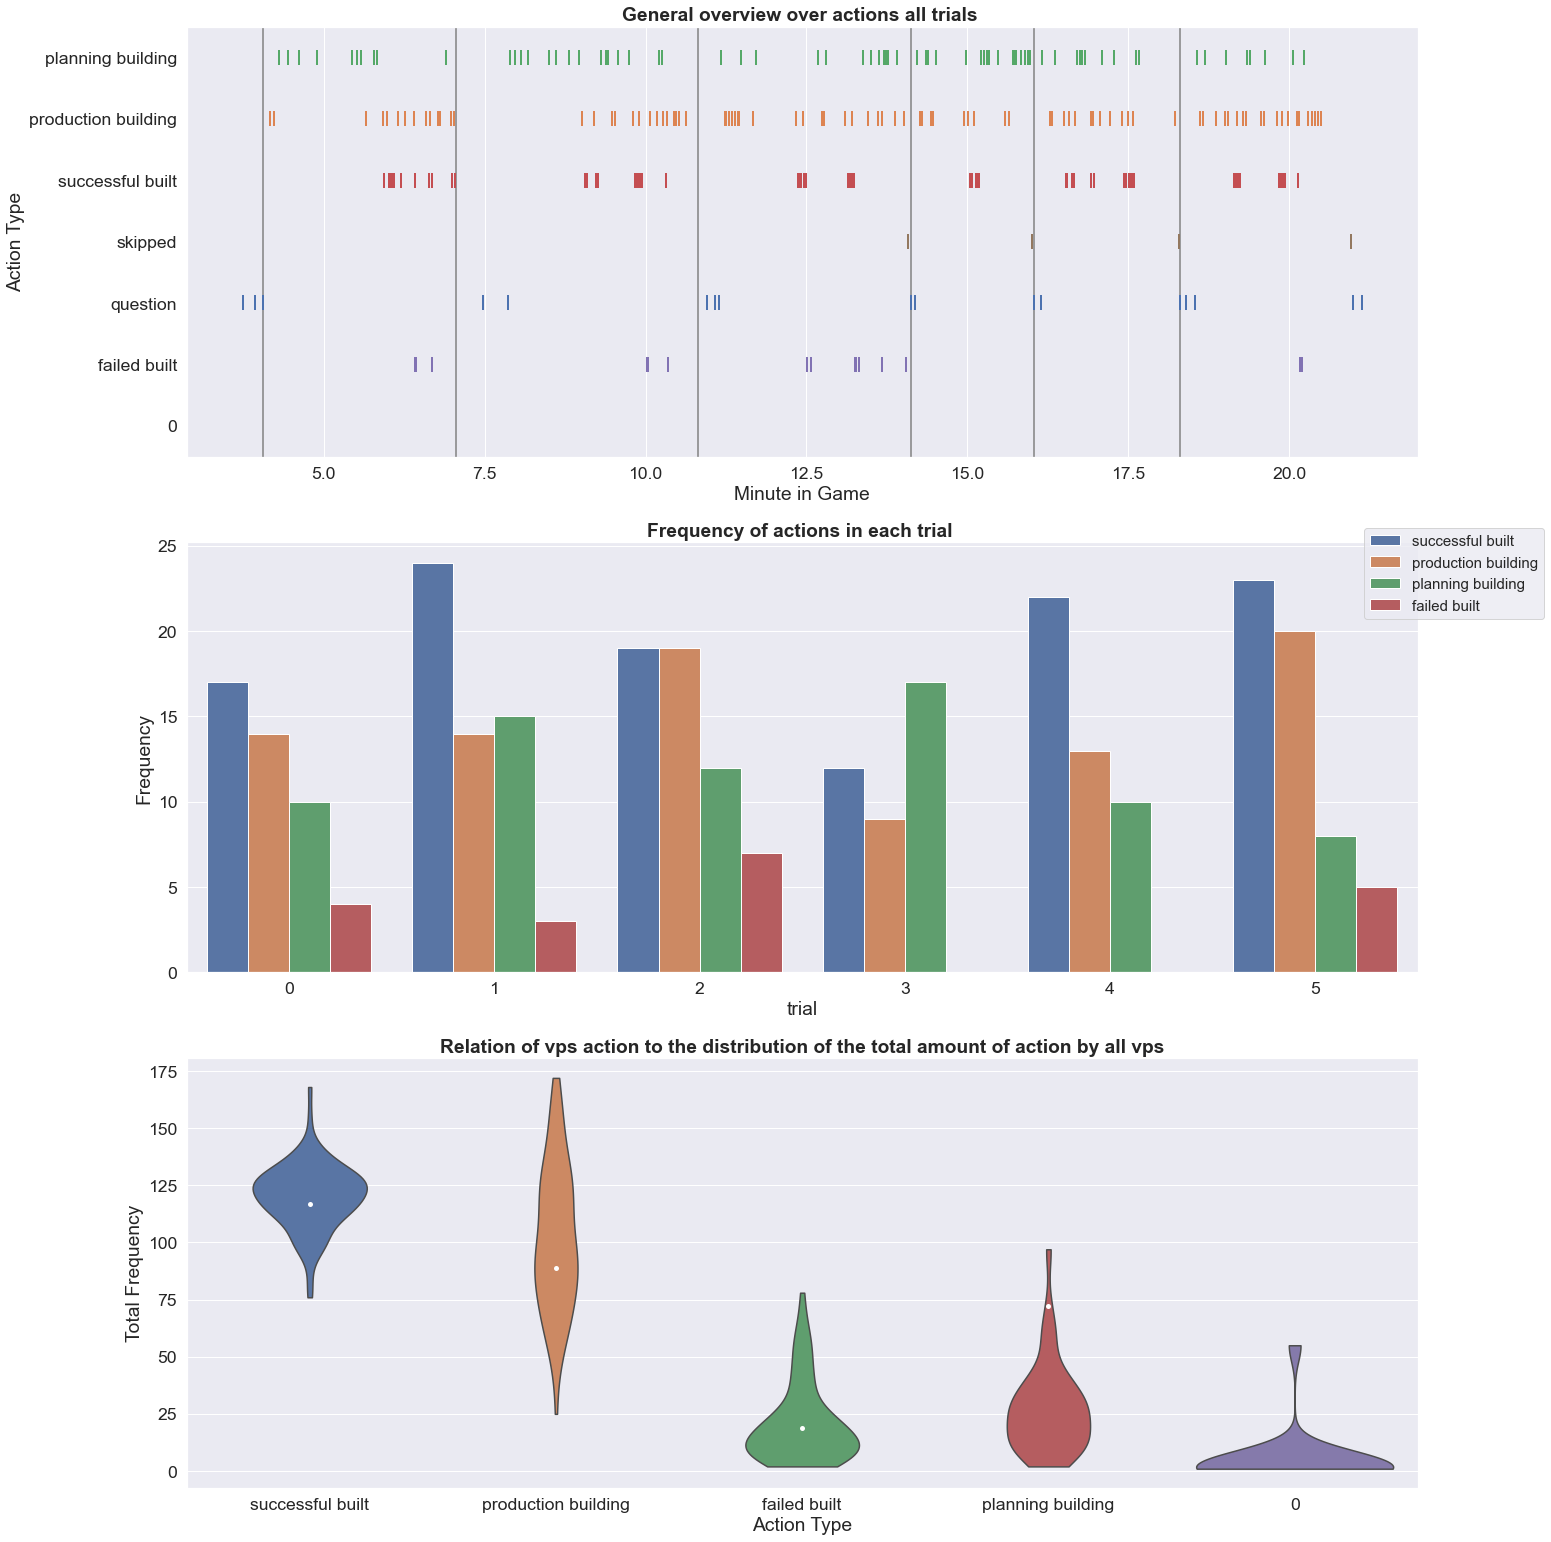 General overview over actions all trials
planning building
production building
successful built
skipped
question
failed built
0
Action Type
5.0 7.5 10.0 12.5 15.0 17.5 20.0
Minute in Game
Frequency of actions in each trial
successful built
production building
planning building
failed built
25
20
15
10
5
0
Frequency
0 1 2 3 4 5
trial
Relation of vps action to the distribution of the total amount of action by all vps
175
150
125
100
75
50
25
0
Total Frequency
successful built production building failed built planning building 0
Action Type